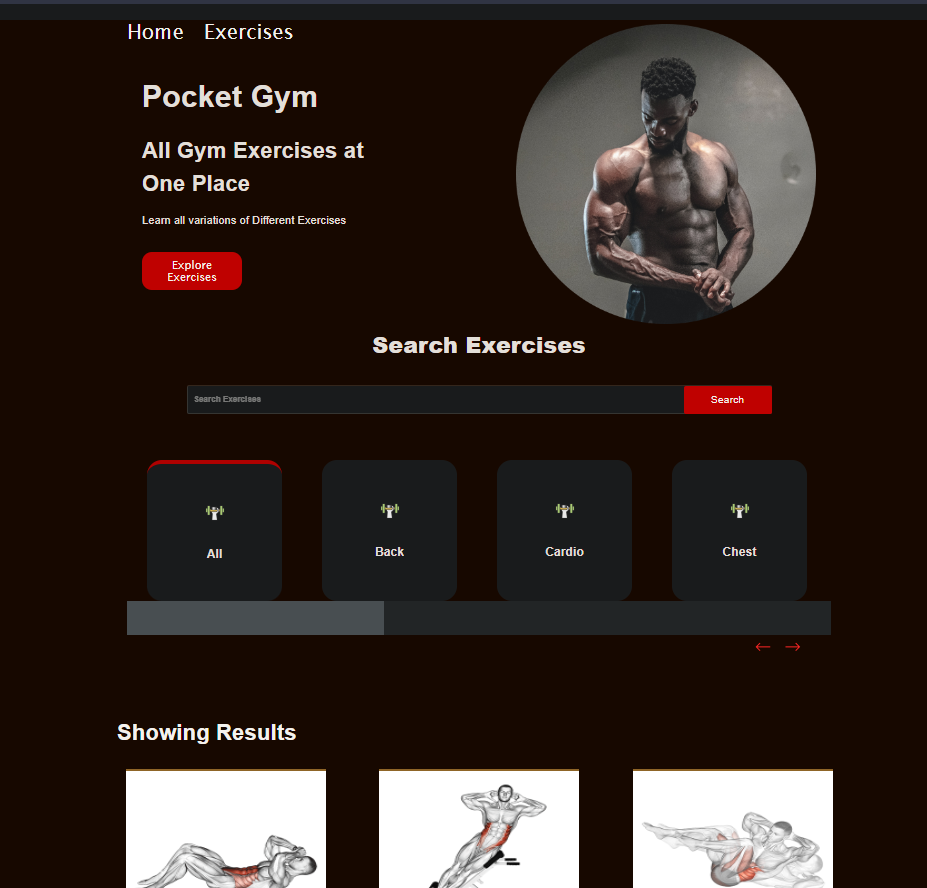 Home Exercises
Pocket Gym
All Gym Exercises at
One Place
Learn all variations of Different Exercises
Explore
Exercises
Search Exercises
Search Exercises Search
All Back Cardio Chest
Showing Results